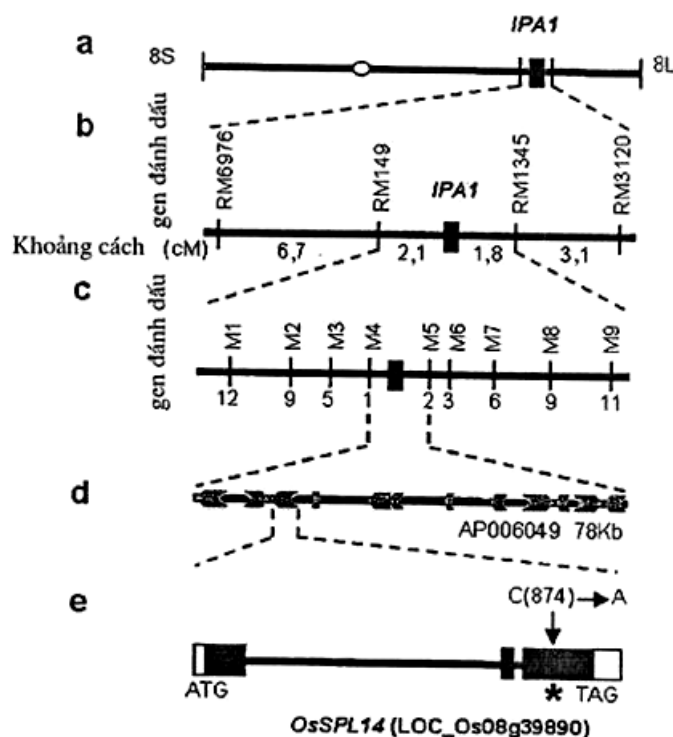 a
IPA1
8S
8L
b
gen dánh dấu
RM6976
RM149
IPA1
RM1345
RM3120
Khoảng cách (cM)
6,7
2,1
1,8
3,1
c
gen dánh dấu
M1 M2 M3 M4 M5 M6 M7 M8 M9
12 9 5 1 2 3 6 9 11
d
AP006049 78Kb
e
C(874) → A
ATG
*
TAG
OsSPL14 (LOC_Os08g39890)